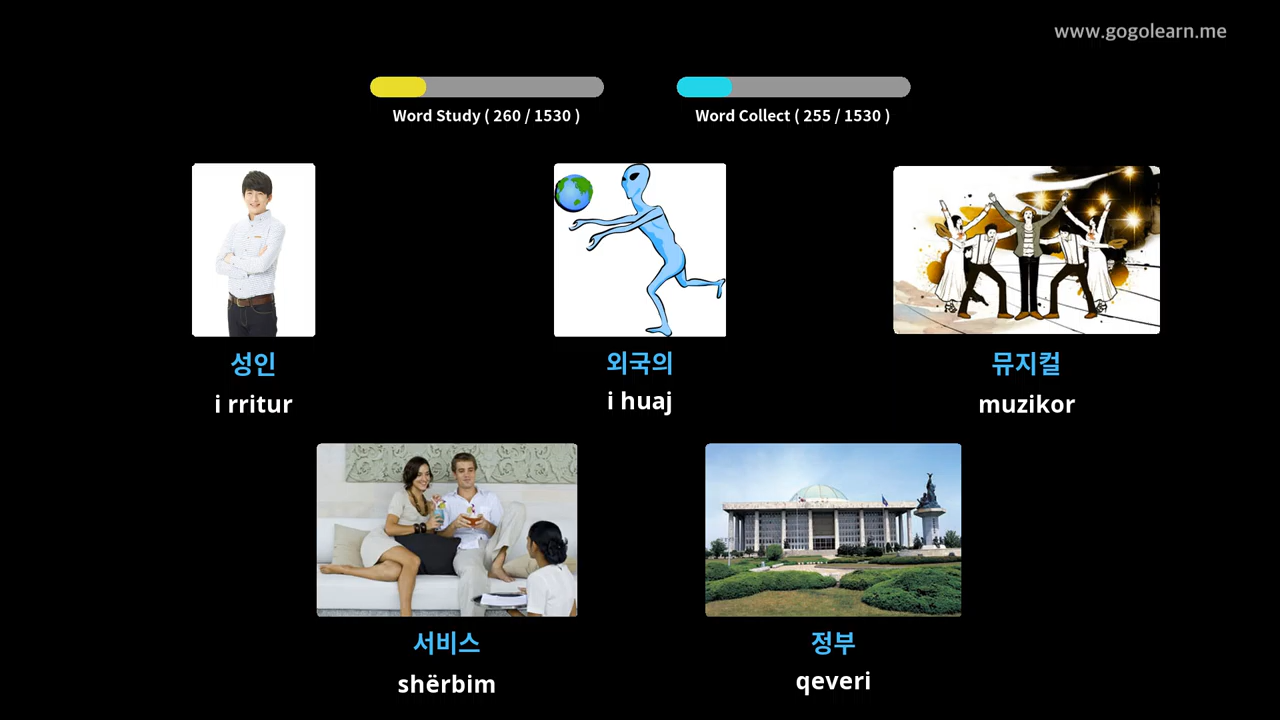 www.gogolearn.me
Word Study ( 260 / 1530 )
Word Collect ( 255 / 1530 )
성인
i rritur
외국의
i huaj
뮤지컬
muzikor
서비스
shërbim
정부
qeveri